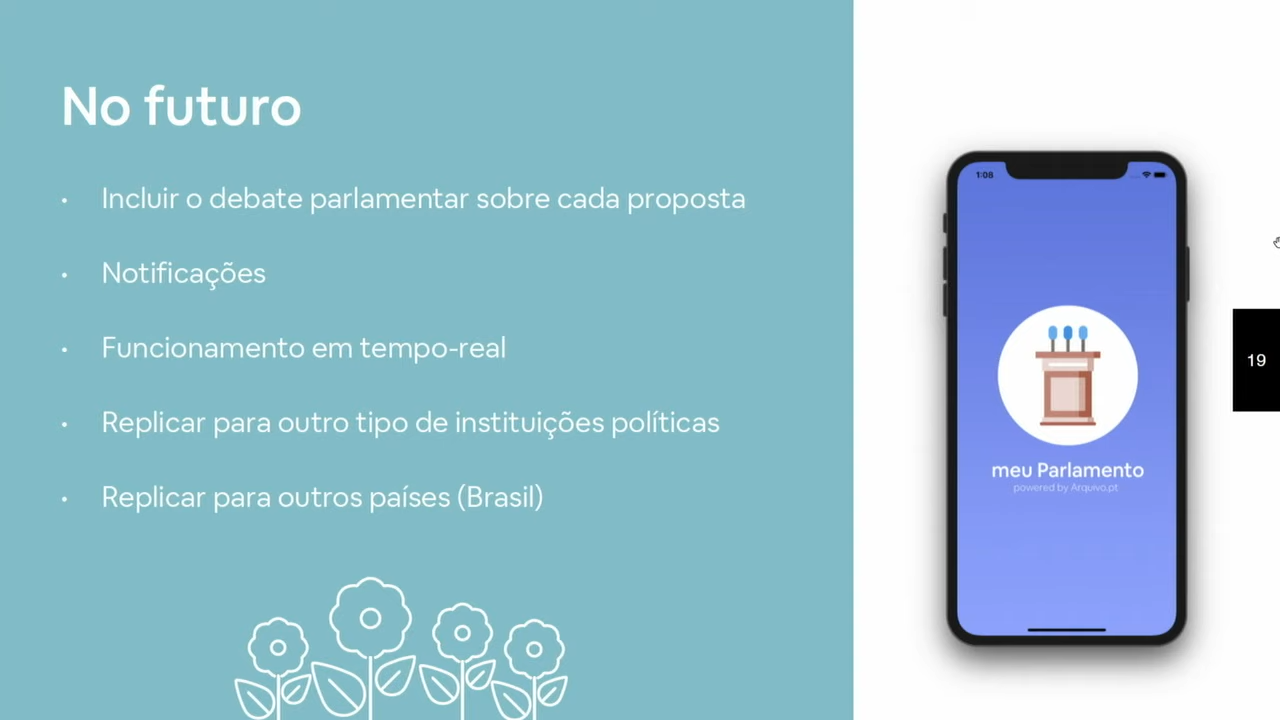 No futuro
• Incluir o debate parlamentar sobre cada proposta
• Notificações
• Funcionamento em tempo-real
• Replicar para outro tipo de instituições políticas
• Replicar para outros países (Brasil)
1:08
meu Parlamento
powered by Arquivo.pt
19